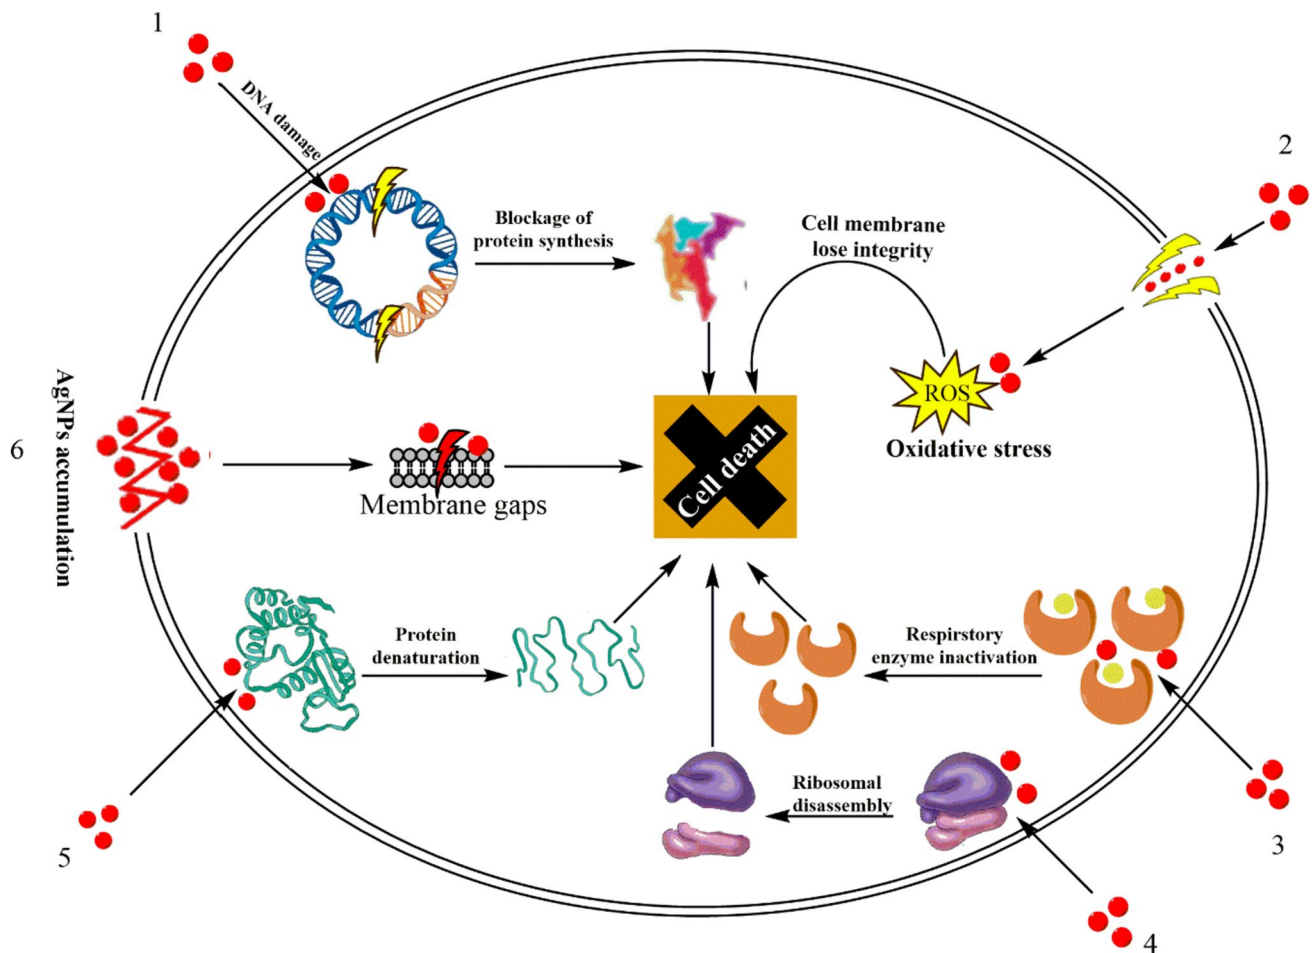 1
DNA damage
2
Blockage of
protein synthesis
Cell membrane
lose integrity
ROS
Oxidative stress
6
AgNPs accumulation
Membrane gaps
Cell death
Protein
denaturation
Respirstory
enzyme inactivation
Ribosomal
disassembly
5
3
4